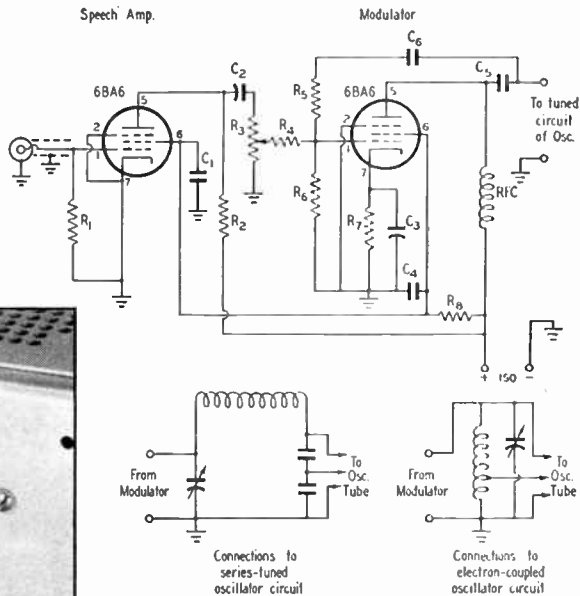 Speech Amp.
Modulator
6BA6
5
2
1
6
7
C1
R1
C2
R2
R3
R4
R5
R6
6BA6
5
2
1
6
7
R7
C3
C4
C6
C5
To tuned
circuit
of Osc.
RFC
R8
+ 150 -
From
Modulator
To
Osc.
Tube
Connections to
series-tuned
oscillator circuit
From
Modulator
To
Osc.
Tube
Connections to
electron-coupled
oscillator circuit